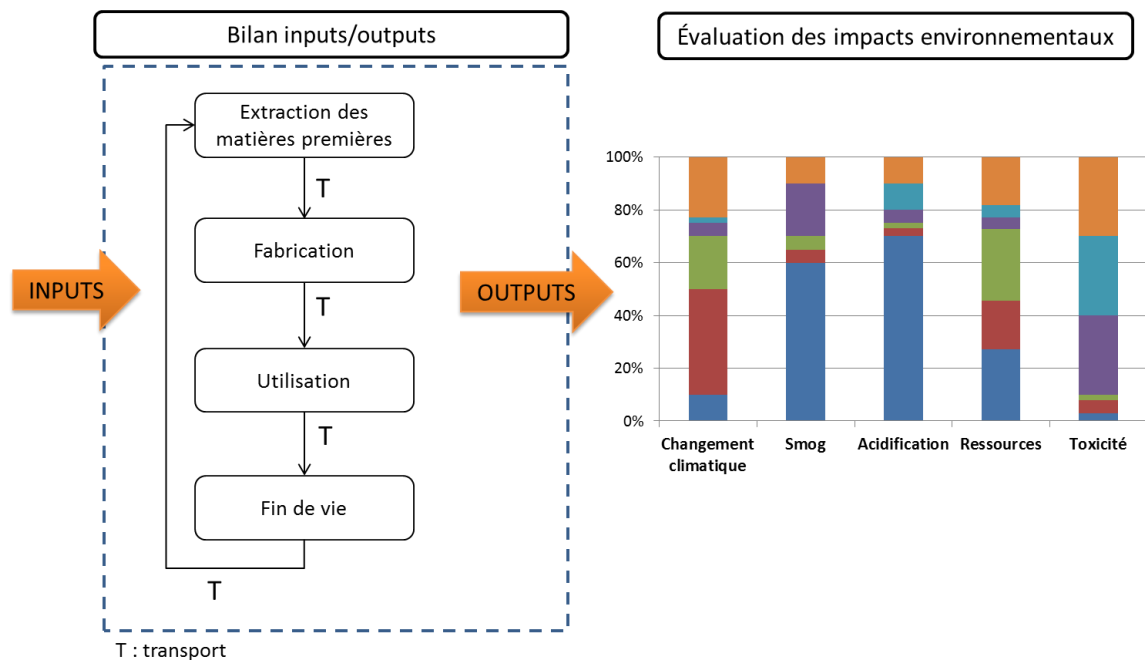 Bilan inputs/outputs
Évaluation des impacts environnementaux
Extraction des
matières premières
T
Fabrication
T
Utilisation
T
Fin de vie
T
INPUTS
OUTPUTS
T : transport
100%
80%
60%
40%
20%
0%
Changement
climatique
Smog
Acidification
Ressources
Toxicité